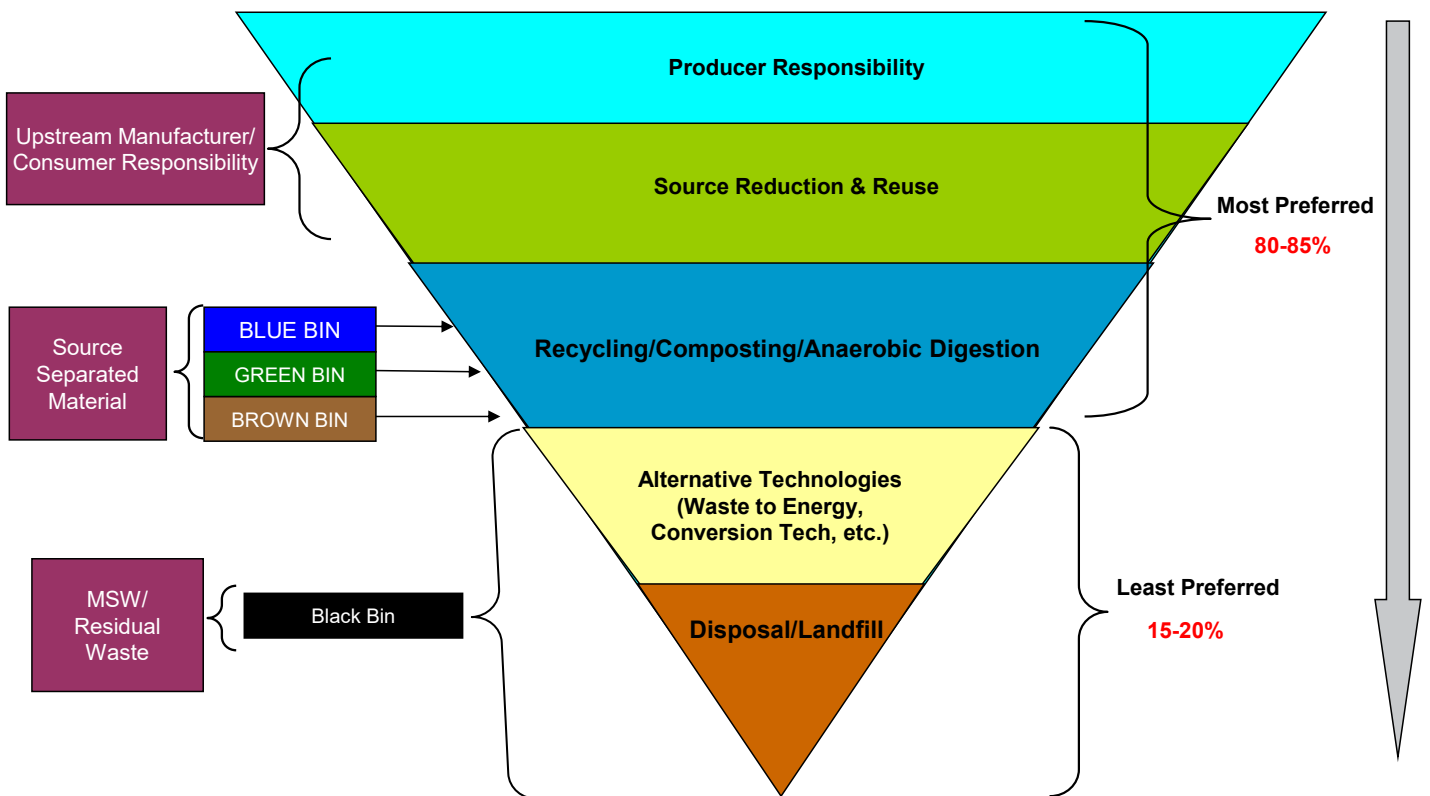 Producer Responsibility
Upstream Manufacturer/
Consumer Responsibility
Source Reduction & Reuse
Most Preferred
80-85%
Source
Separated
Material
BLUE BIN
GREEN BIN
BROWN BIN
Recycling/Composting/Anaerobic Digestion
Alternative Technologies
(Waste to Energy,
Conversion Tech, etc.)
MSW/
Residual
Waste
Black Bin
Disposal/Landfill
Least Preferred
15-20%